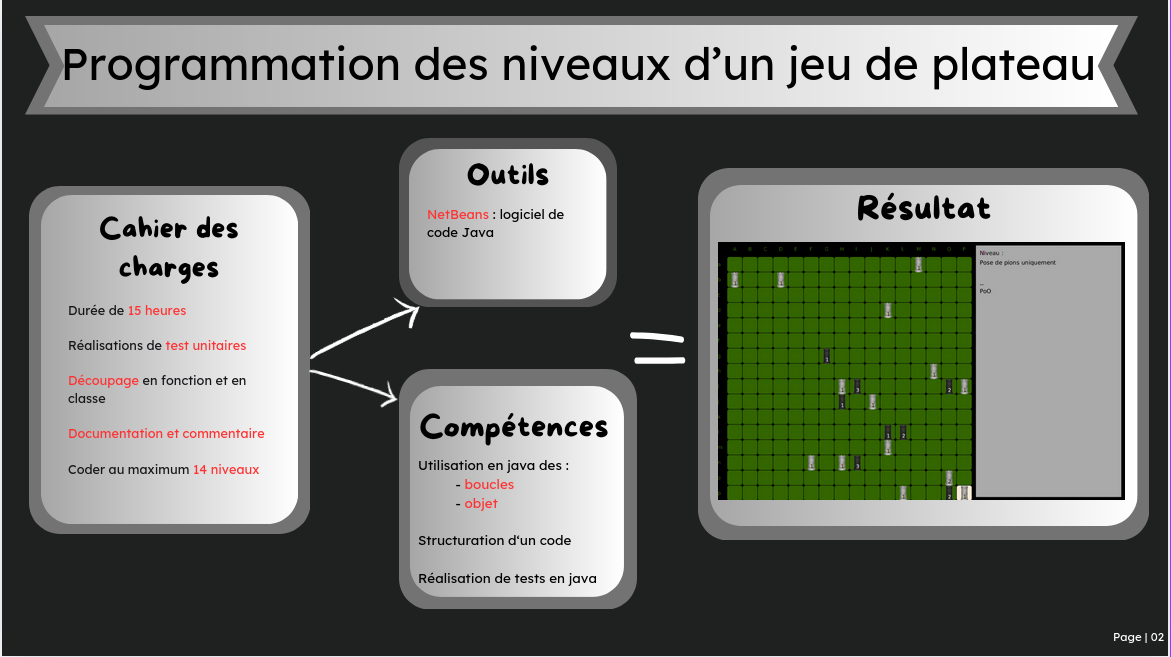 Programmation des niveaux d’un jeu de plateau
Cahier des
charges
Durée de 15 heures
Réalisations de test unitaires
Découpage en fonction et en
classe
Documentation et commentaire
Coder au maximum 14 niveaux
Outils
NetBeans : logiciel de
code Java
Compétences
Utilisation en java des :
- boucles
- objet
Structuration d‘un code
Réalisation de tests en java
Résultat
Niveau :
Pose de pions uniquement
PoO
Page | 02